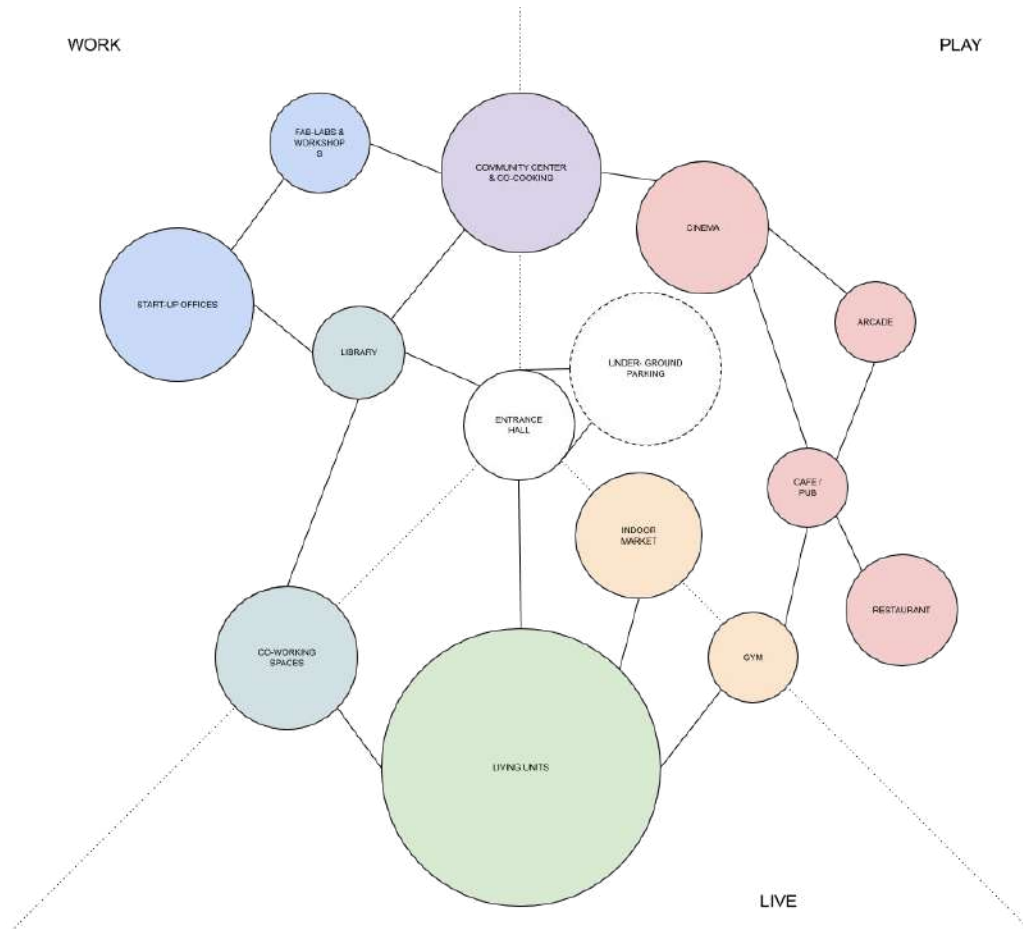 WORK
PLAY
FAB-LABS &
WORKSHOP
S
COMMUNITY CENTER
& CO-COOKING
CINEMA
START-UP OFFICES
ARCADE
LIBRARY
UNDER- GROUND
PARKING
ENTRANCE
HALL
CAFE /
PUB
INDOOR
MARKET
RESTAURANT
CO-WORKING
SPACES
GYM
LIVING UNITS
LIVE